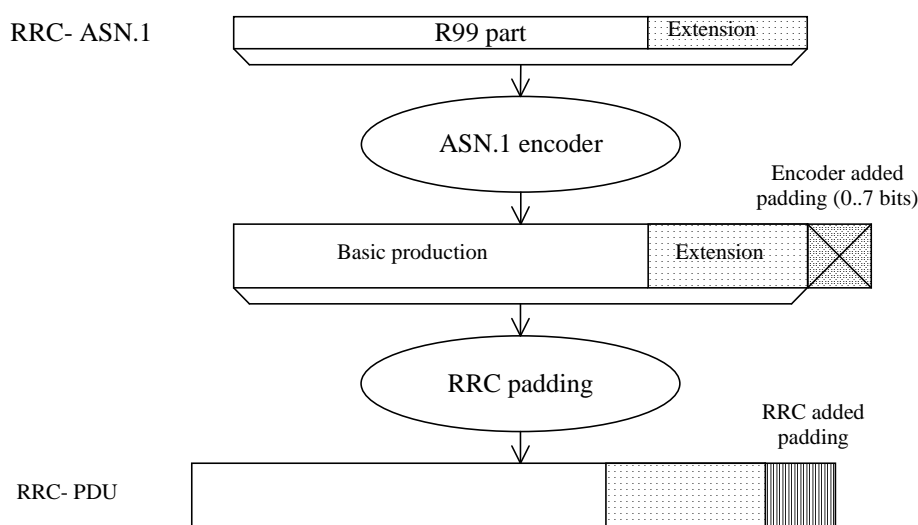 RRC- ASN.1
R99 part
Extension
ASN.1 encoder
Encoder added
padding (0..7 bits)
Basic production
Extension
RRC padding
RRC added
padding
RRC- PDU